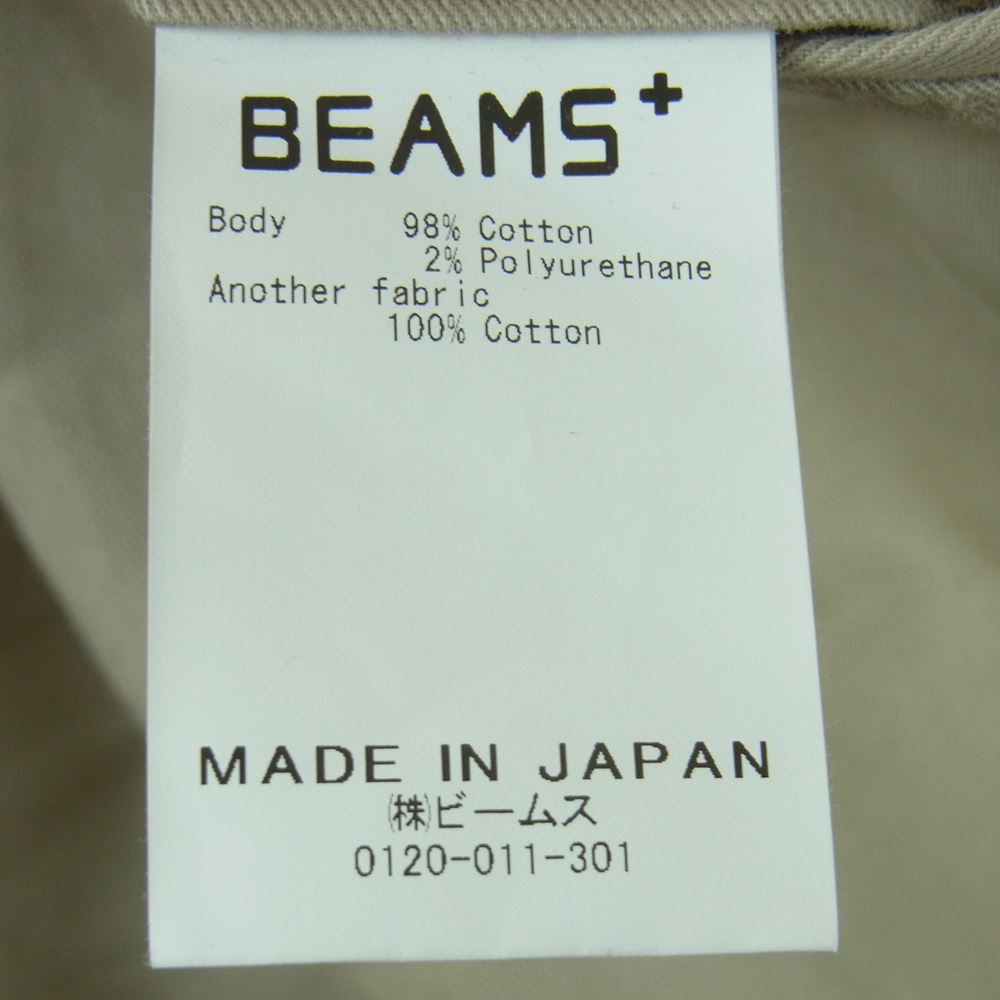 BEAMS+
Body 98% Cotton
2% Polyurethane
Another fabric
100% Cotton
MADE IN JAPAN
㈱ビームス
0120-011-301